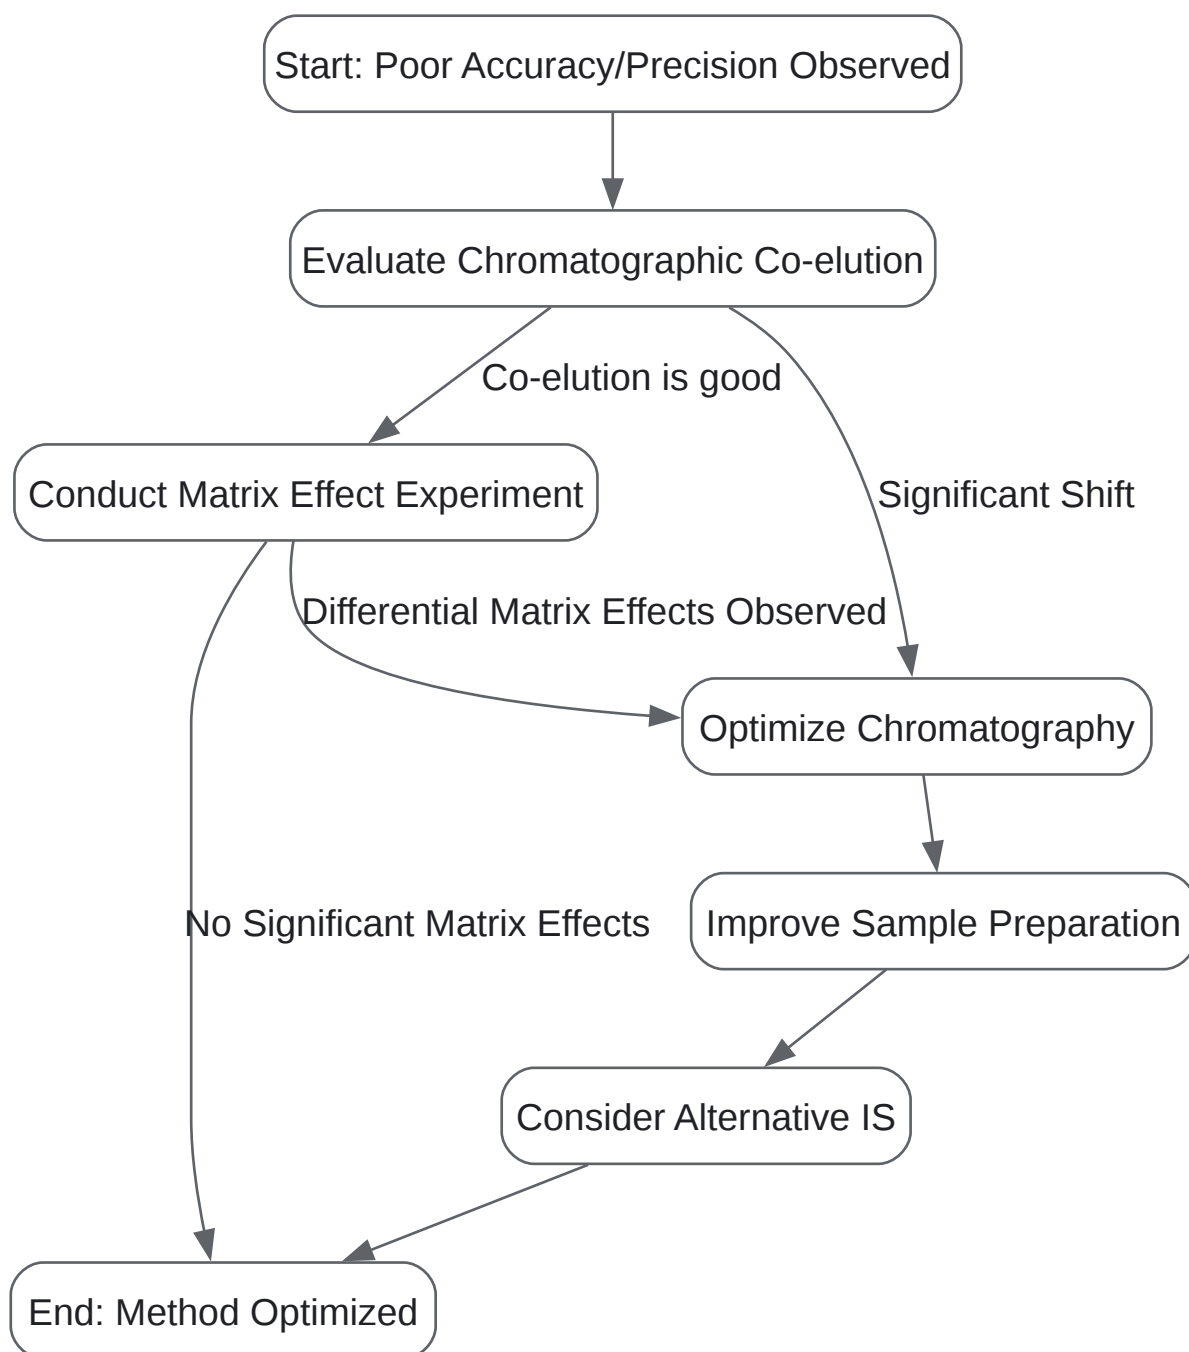 Start: Poor Accuracy/Precision Observed
Evaluate Chromatographic Co-elution
Co-elution is good
Conduct Matrix Effect Experiment
Significant Shift
Differential Matrix Effects Observed
Optimize Chromatography
No Significant Matrix Effects
Improve Sample Preparation
Consider Alternative IS
End: Method Optimized